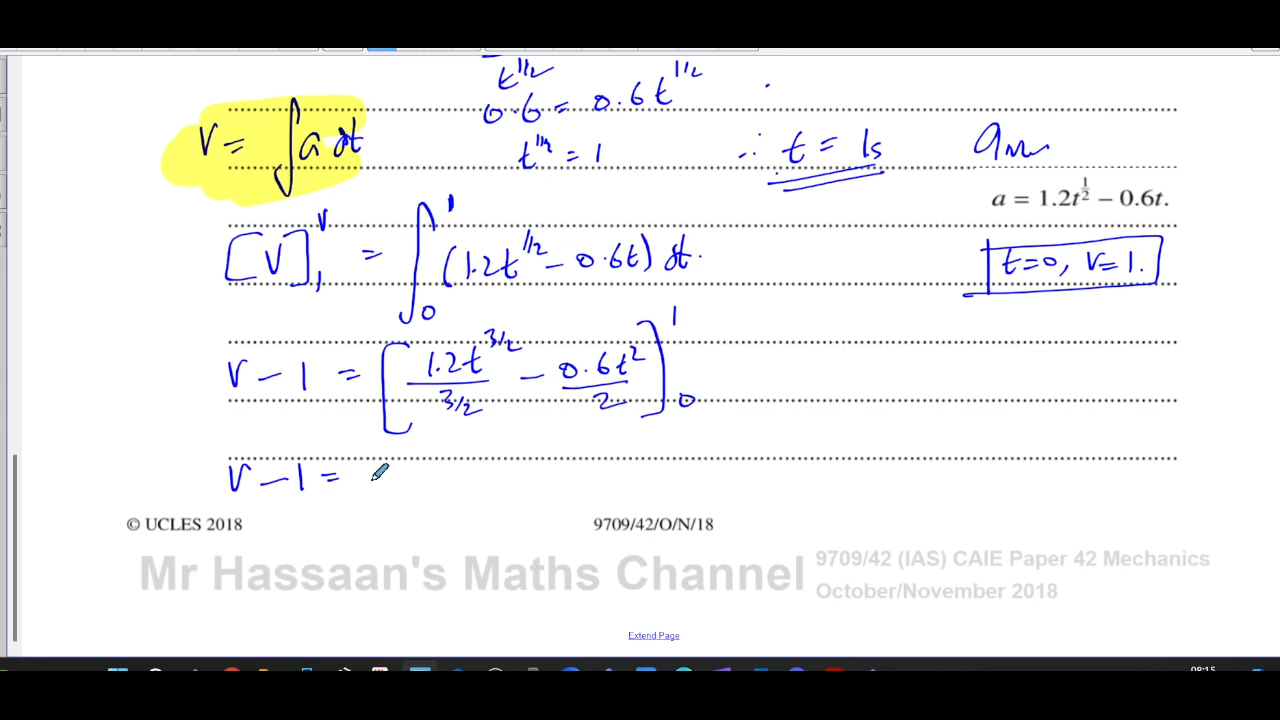 t^{1/2}
0.6 = 0.6t^{1/2}
V = ∫ a dt
t^{1/2} = 1
∴ t = 1s
a = 1.2t^{1/2} – 0.6t.
[V]_1^V = ∫_0^1 (1.2t^{1/2} – 0.6t) dt.
t=0, V=1.
V – 1 = [1.2t^{3/2} / 3/2 – 0.6t^2 / 2]_0^1
V – 1 =
© UCLES 2018
9709/42/O/N/18
Mr Hassaan's Maths Channel
9709/42 (IAS) CAIE Paper 42 Mechanics
October/November 2018
Extend Page